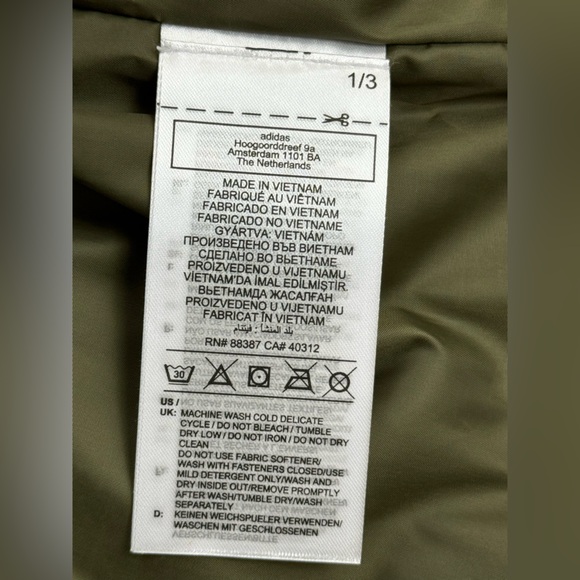 1/3
adidas
Hoogoorddreef 9a
Amsterdam 1101 BA
The Netherlands
MADE IN VIETNAM
FABRIQUÉ AU VIÊTNAM
FABRICADO EN VIETNAM
FABRICADO NO VIETNAME
GYÁRTVA: VIETNÁM
ПРОИЗВЕДЕНО ВЪВ ВИЕТНАМ
СДЕЛАНО ВО ВЬЕТНАМЕ
PROIZVEDENO U VIJETNAMU
VİETNAM'DA İMAL EDİLMİŞTİR.
ВЬЕТНАМДА ЖАСАЛҒАН
PROIZVEDENO U VIJETNAMU
FABRICAT ÎN VIETNAM
بلد المنشأ : فيتنام
RN# 88387 CA# 40312
30
US /
UK: MACHINE WASH COLD DELICATE
CYCLE / DO NOT BLEACH / TUMBLE
DRY LOW / DO NOT IRON / DO NOT DRY
CLEAN
DO NOT USE FABRIC SOFTENER/
WASH WITH FASTENERS CLOSED/USE
MILD DETERGENT ONLY/WASH AND
DRY INSIDE OUT/REMOVE PROMPTLY
AFTER WASH/TUMBLE DRY/WASH
SEPARATELY
D: KEINEN WEICHSPUELER VERWENDEN/
WASCHEN MIT GESCHLOSSENEN
VERSCHLIESSEN/BITTE